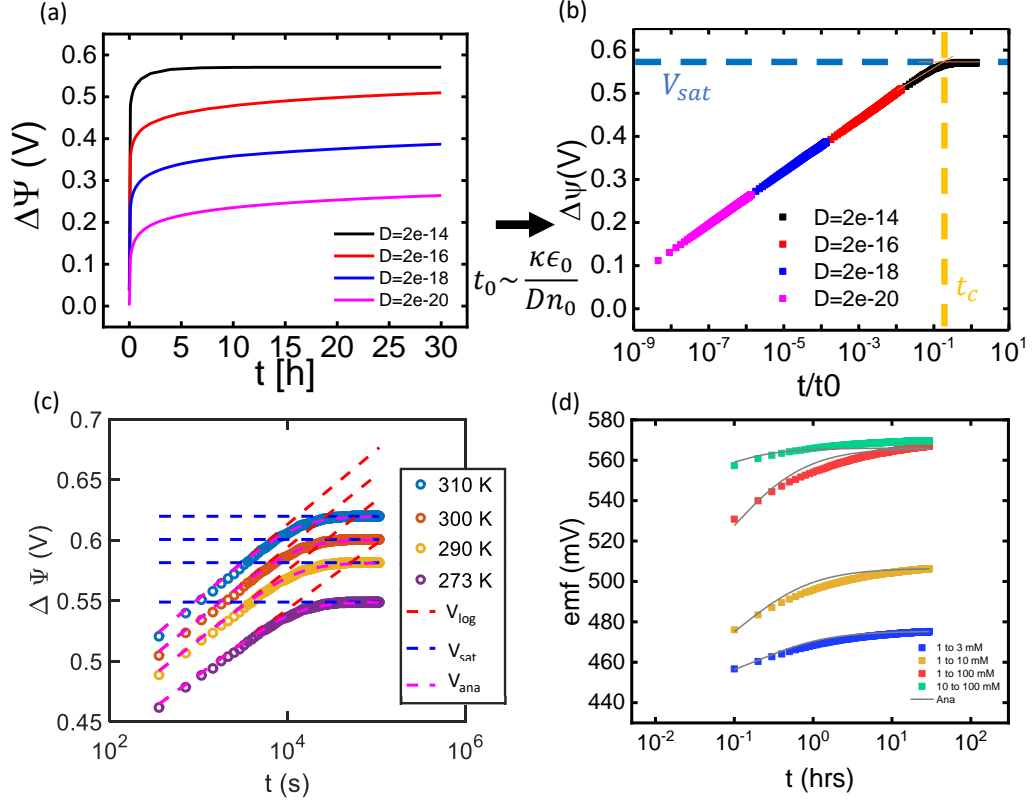 (a)
ΔΨ (V)
0.6
0.5
0.4
0.3
0.2
0.1
0.0
D=2e-14
D=2e-16
D=2e-18
D=2e-20
0 5 10 15 20 25 30
t [h]
t₀~ κϵ₀/Dn₀
(b)
Δψ(V)
0.6
0.5
0.4
0.3
0.2
0.1
0.0
V_sat
D=2e-14
D=2e-16
D=2e-18
D=2e-20
t_c
10⁻⁹ 10⁻⁷ 10⁻⁵ 10⁻³ 10⁻¹ 10¹
t/t0
(c)
Δ Ψ (V)
0.7
0.65
0.6
0.55
0.5
0.45
310 K
300 K
290 K
273 K
V_log
V_sat
V_ana
10² 10⁴ 10⁶
t (s)
(d)
emf (mV)
580
560
540
520
500
480
460
440
1 to 3 mM
1 to 10 mM
1 to 100 mM
10 to 100 mM
Ana
10⁻² 10⁻¹ 10⁰ 10¹ 10²
t (hrs)